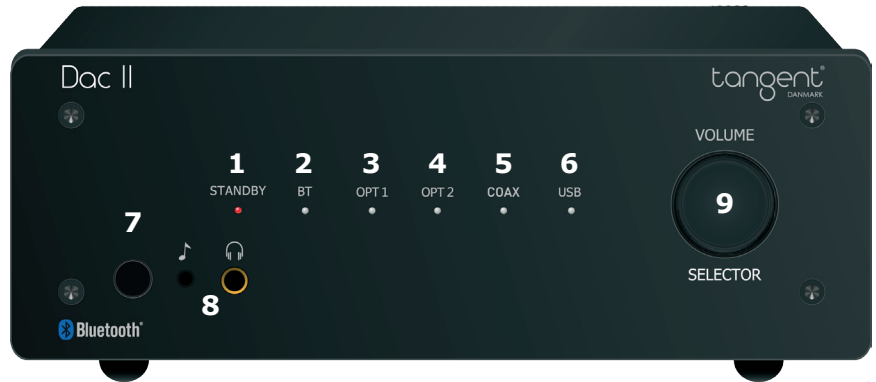 Dac II
tangent®
DANMARK
VOLUME
1 2 3 4 5 6
STANDBY BT OPT 1 OPT 2 COAX USB
7
9
8
SELECTOR
Bluetooth®